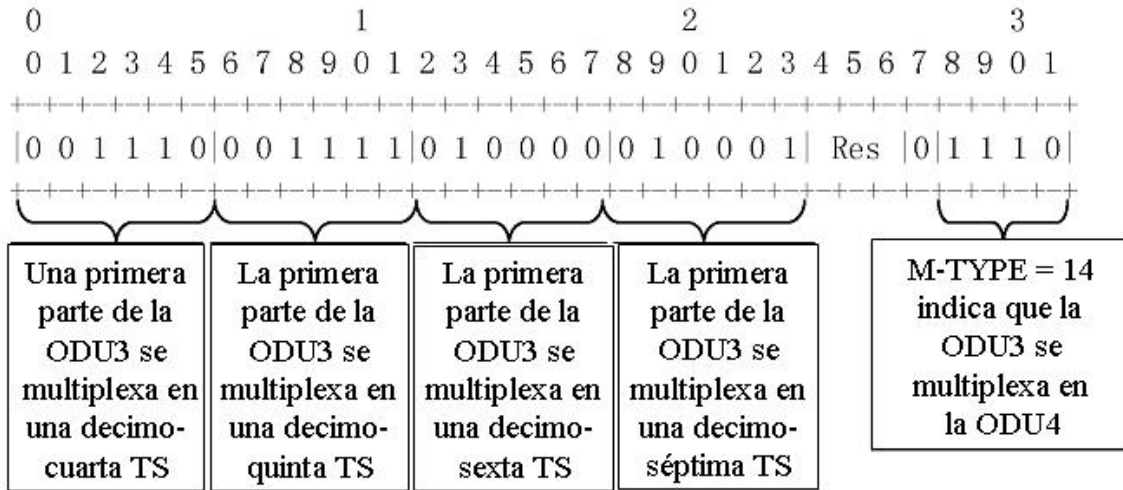 0 1 2 3
0 1 2 3 4 5 6 7 8 9 0 1 2 3 4 5 6 7 8 9 0 1 2 3 4 5 6 7 8 9 0 1
+-+-+-+-+-+-+-+-+-+-+-+-+-+-+-+-+-+-+-+-+-+-+-+-+-+-+-+-+-+-+-+-+
|0 0 1 1 1 0|0 0 1 1 1 1|0 1 0 0 0 0|0 1 0 0 0 1| Res |0|1 1 1 0|
+-+-+-+-+-+-+-+-+-+-+-+-+-+-+-+-+-+-+-+-+-+-+-+-+-+-+-+-+-+-+-+-+
Una primera
parte de la
ODU3 se
multiplexa en
una decimo-
cuarta TS
La primera
parte de la
ODU3 se
multiplexa en
una decimo-
quinta TS
La primera
parte de la
ODU3 se
multiplexa en
una decimo-
sexta TS
La primera
parte de la
ODU3 se
multiplexa en
una decimo-
séptima TS
M-TYPE = 14
indica que la
ODU3 se
multiplexa en
la ODU4